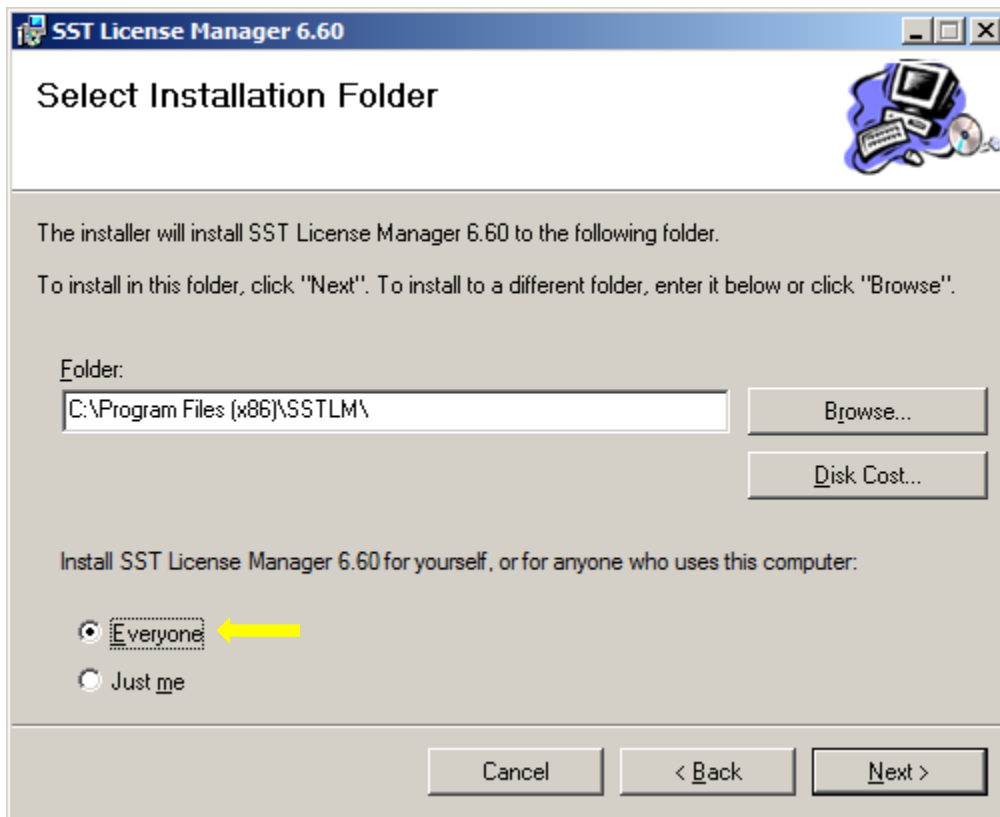 SST License Manager 6.60
Select Installation Folder
The installer will install SST License Manager 6.60 to the following folder.
To install in this folder, click "Next". To install to a different folder, enter it below or click "Browse".
Folder:
C:\Program Files (x86)\SSTLM\
Browse...
Disk Cost...
Install SST License Manager 6.60 for yourself, or for anyone who uses this computer:
Everyone
Just me
Cancel
< Back
Next >